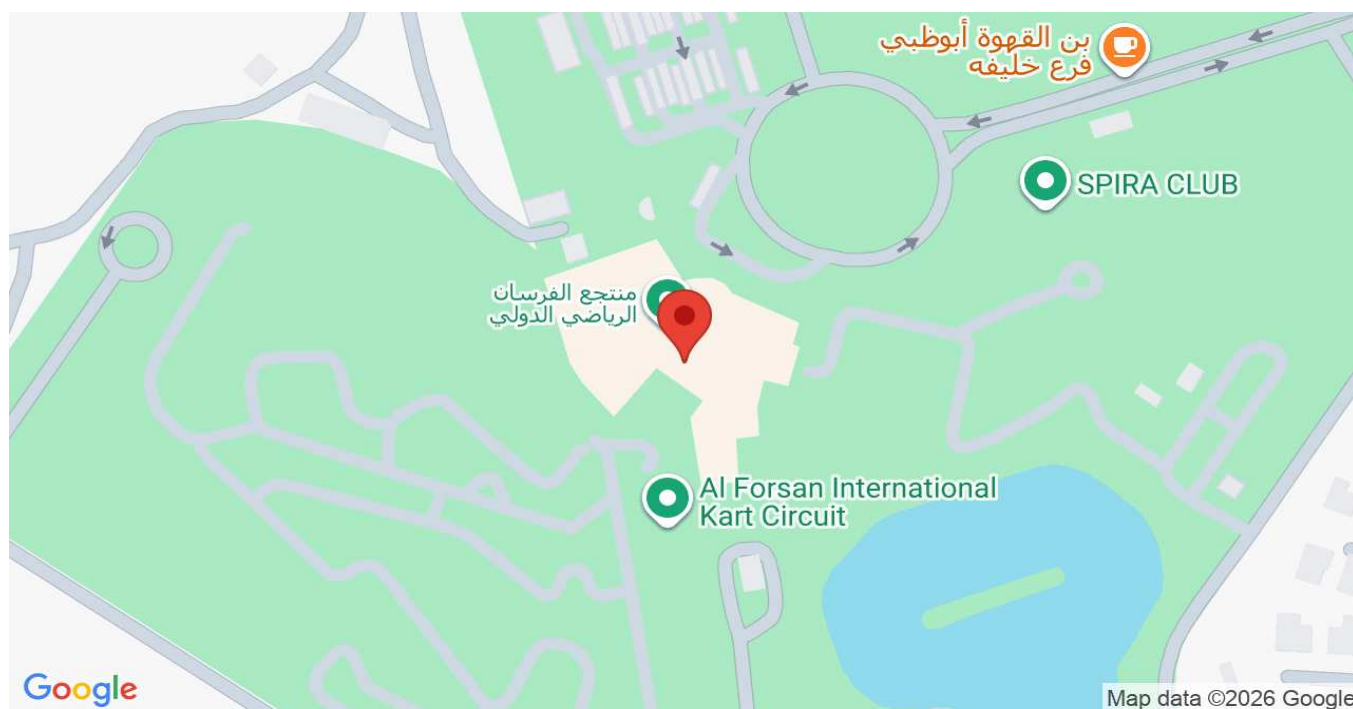 بن القهوة أبوظبي
فرع خليفه
SPIRA CLUB
منتجع الفرسان
الرياضي الدولي
Al Forsan International
Kart Circuit
Google
Map data ©2026 Google